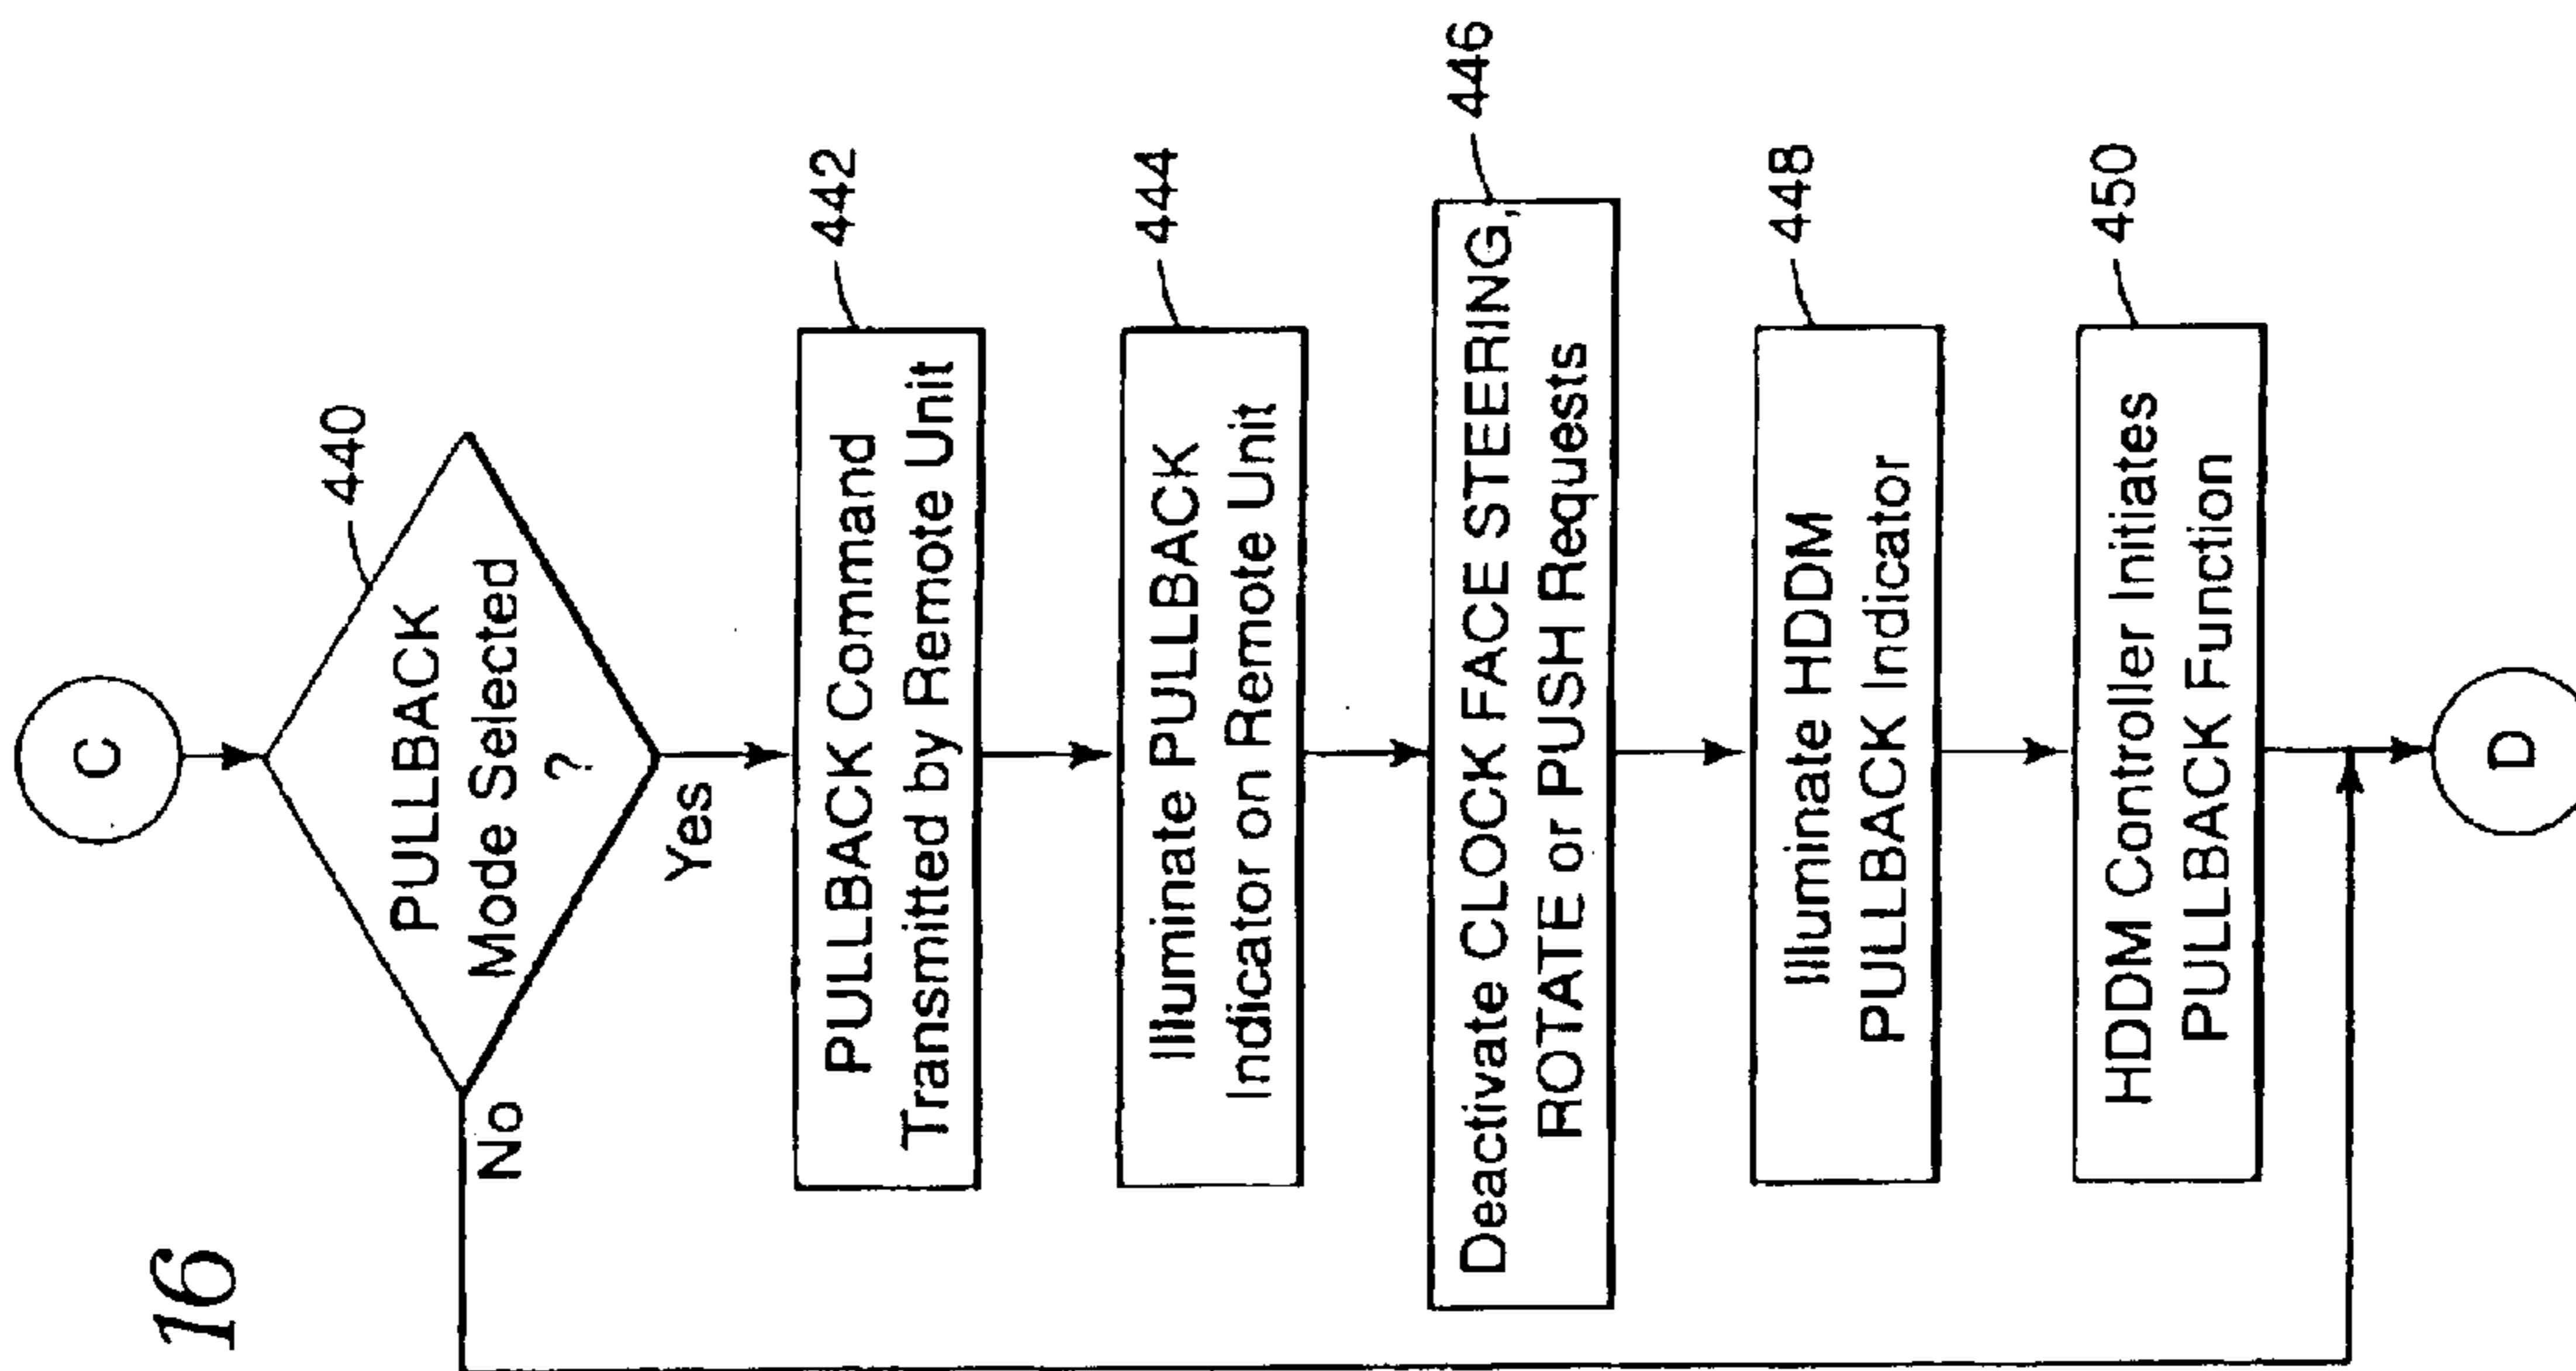 16
C
440
PULLBACK
Mode Selected
?
No
Yes
442
PULLBACK Command
Transmitted by Remote Unit
444
Illuminate PULLBACK
Indicator on Remote Unit
446
Deactivate CLOCK FACE STEERING,
ROTATE or PUSH Requests
448
Illuminate HDDM
PULLBACK Indicator
450
HDDM Controller Initiates
PULLBACK Function
D